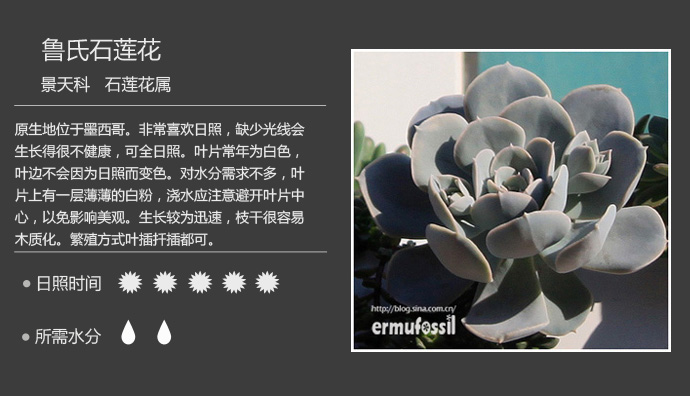 鲁氏石莲花
景天科 石莲花属
原生地位于墨西哥。非常喜欢日照，缺少光线会
生长得很不健康，可全日照。叶片常年为白色，
叶边不会因为日照而变色。对水分需求不多，叶
片上有一层薄薄的白粉，浇水应注意避开叶片中
心，以免影响美观。生长较为迅速，枝干很容易
木质化。繁殖方式叶插扦插都可。
日照时间
所需水分
http://blog.sina.com.cn/
ermufossil